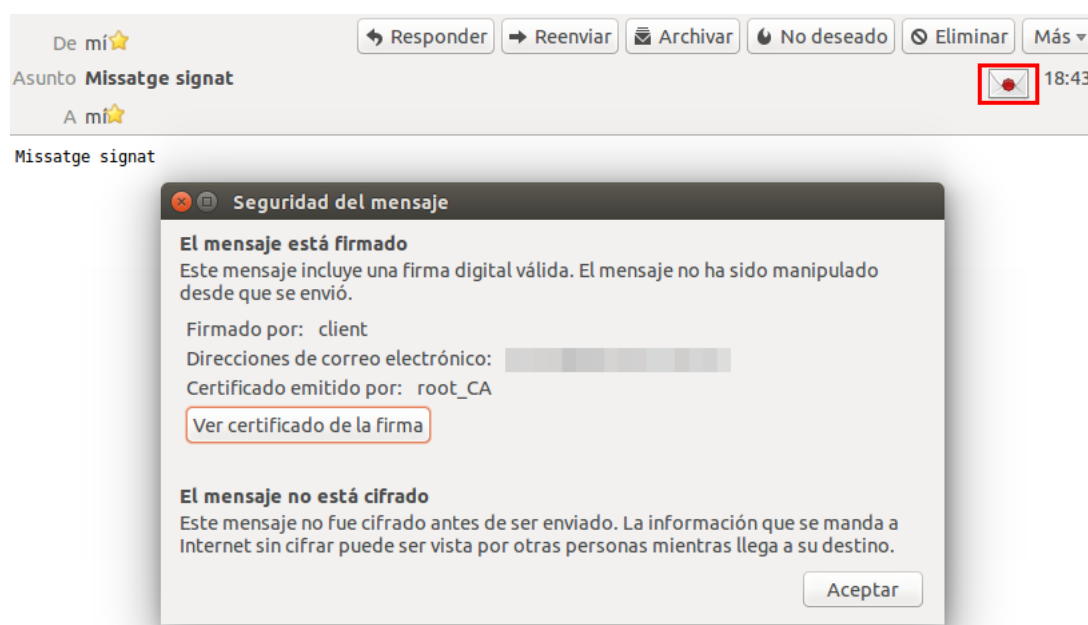 De mí Responder Reenviar Archivar No deseado Eliminar Más
Asunto Missatge signat 18:43
A mí
Missatge signat
Seguridad del mensaje
El mensaje está firmado
Este mensaje incluye una firma digital válida. El mensaje no ha sido manipulado
desde que se envió.
Firmado por: client
Direcciones de correo electrónico:
Certificado emitido por: root_CA
Ver certificado de la firma
El mensaje no está cifrado
Este mensaje no fue cifrado antes de ser enviado. La información que se manda a
Internet sin cifrar puede ser vista por otras personas mientras llega a su destino.
Aceptar